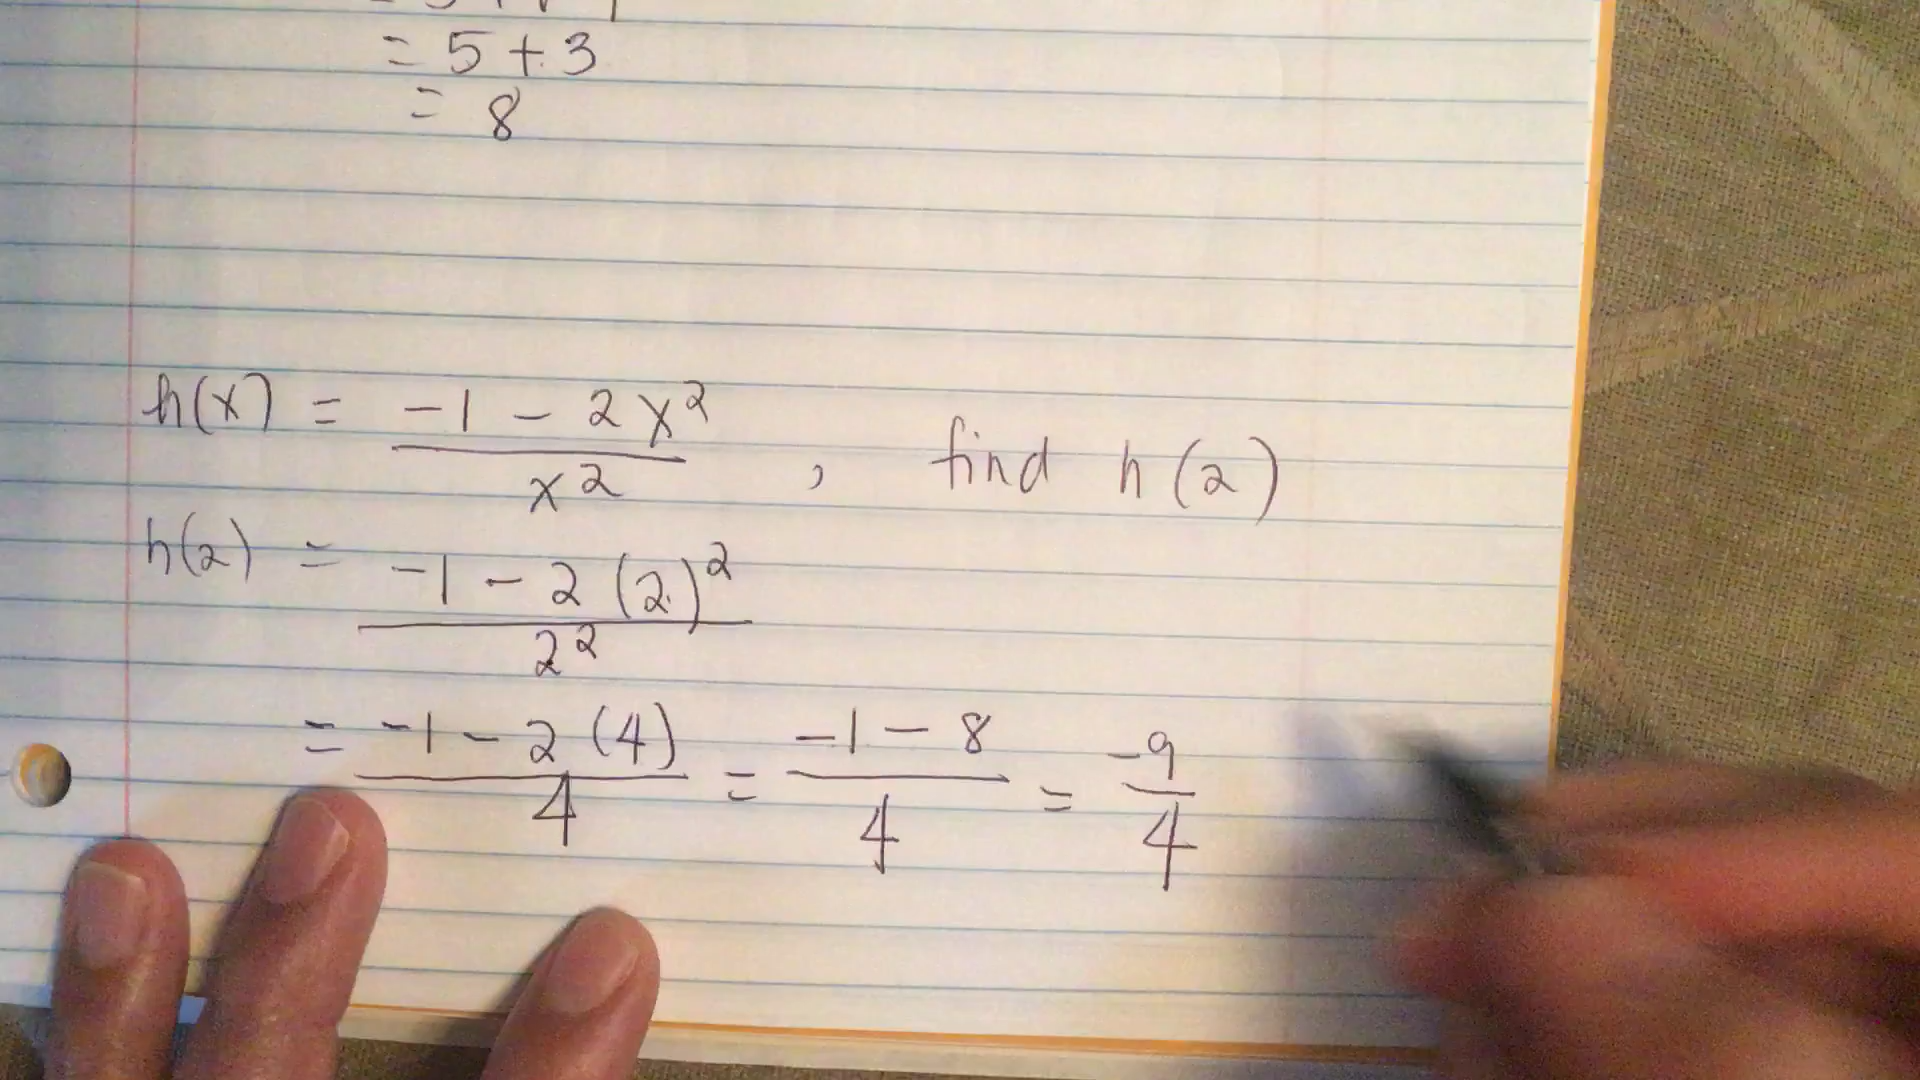 = 5 + 3
= 8
h(x) = -1 - 2x² / x² , find h(2)
h(2) = -1 - 2(2)² / 2²
= -1 - 2(4) / 4 = -1 - 8 / 4 = -9 / 4